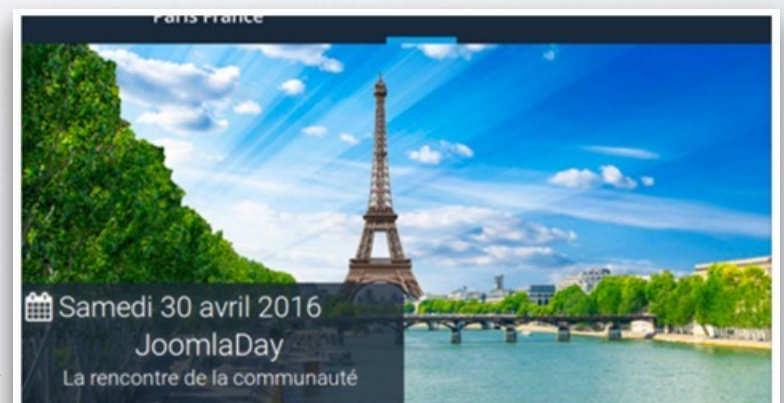 Paris France
Samedi 30 avril 2016
JoomlaDay
La rencontre de la communauté